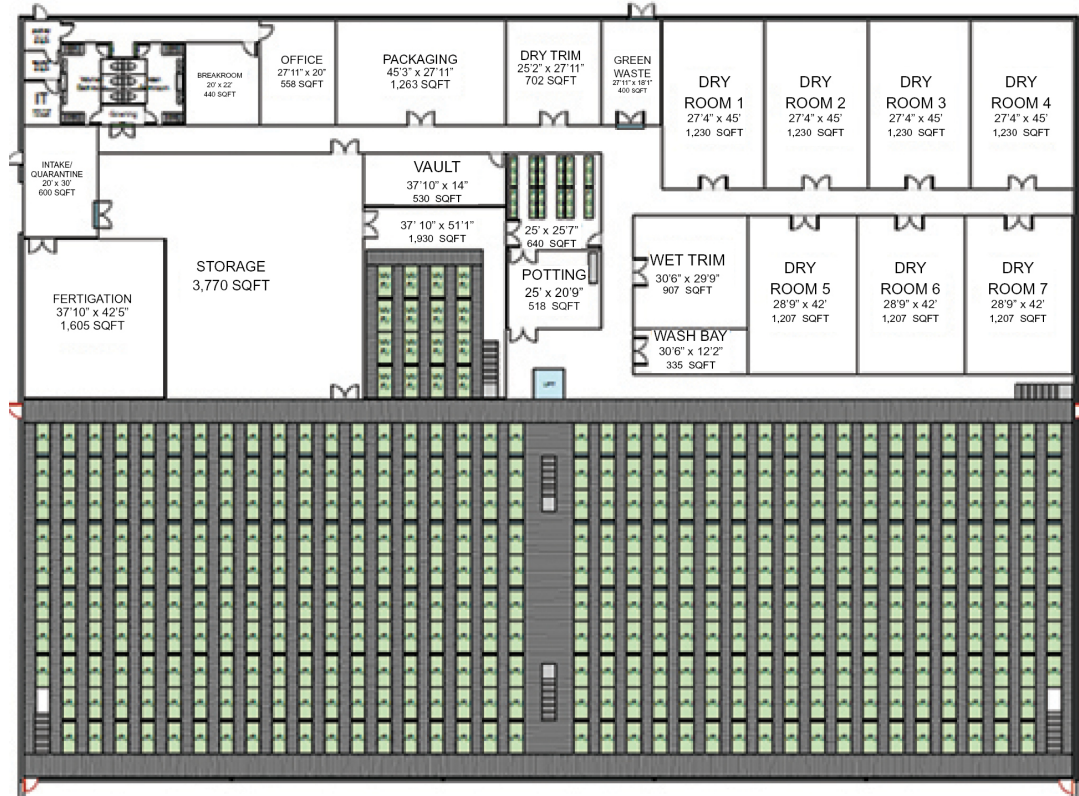 OFFICE
27'11" x 20"
558 SQFT
PACKAGING
45'3" x 27'11"
1,263 SQFT
DRY TRIM
25'2" x 27'11"
702 SQFT
GREEN
WASTE
27'11" x 18'1"
400 SQFT
BREAKROOM
20' x 22'
440 SQFT
DRY
ROOM 1
27'4" x 45'
1,230 SQFT
DRY
ROOM 2
27'4" x 45'
1,230 SQFT
DRY
ROOM 3
27'4" x 45'
1,230 SQFT
DRY
ROOM 4
27'4" x 45'
1,230 SQFT
INTAKE/
QUARANTINE
20' x 30'
600 SQFT
VAULT
37'10" x 14"
530 SQFT
37' 10" x 51'1"
1,930 SQFT
25' x 25'7"
640 SQFT
POTTING
25' x 20'9"
518 SQFT
STORAGE
3,770 SQFT
FERTIGATION
37'10" x 42'5"
1,605 SQFT
WET TRIM
30'6" x 29'9"
907 SQFT
WASH BAY
30'6" x 12'2"
335 SQFT
DRY
ROOM 5
28'9" x 42'
1,207 SQFT
DRY
ROOM 6
28'9" x 42'
1,207 SQFT
DRY
ROOM 7
28'9" x 42'
1,207 SQFT
LIFT